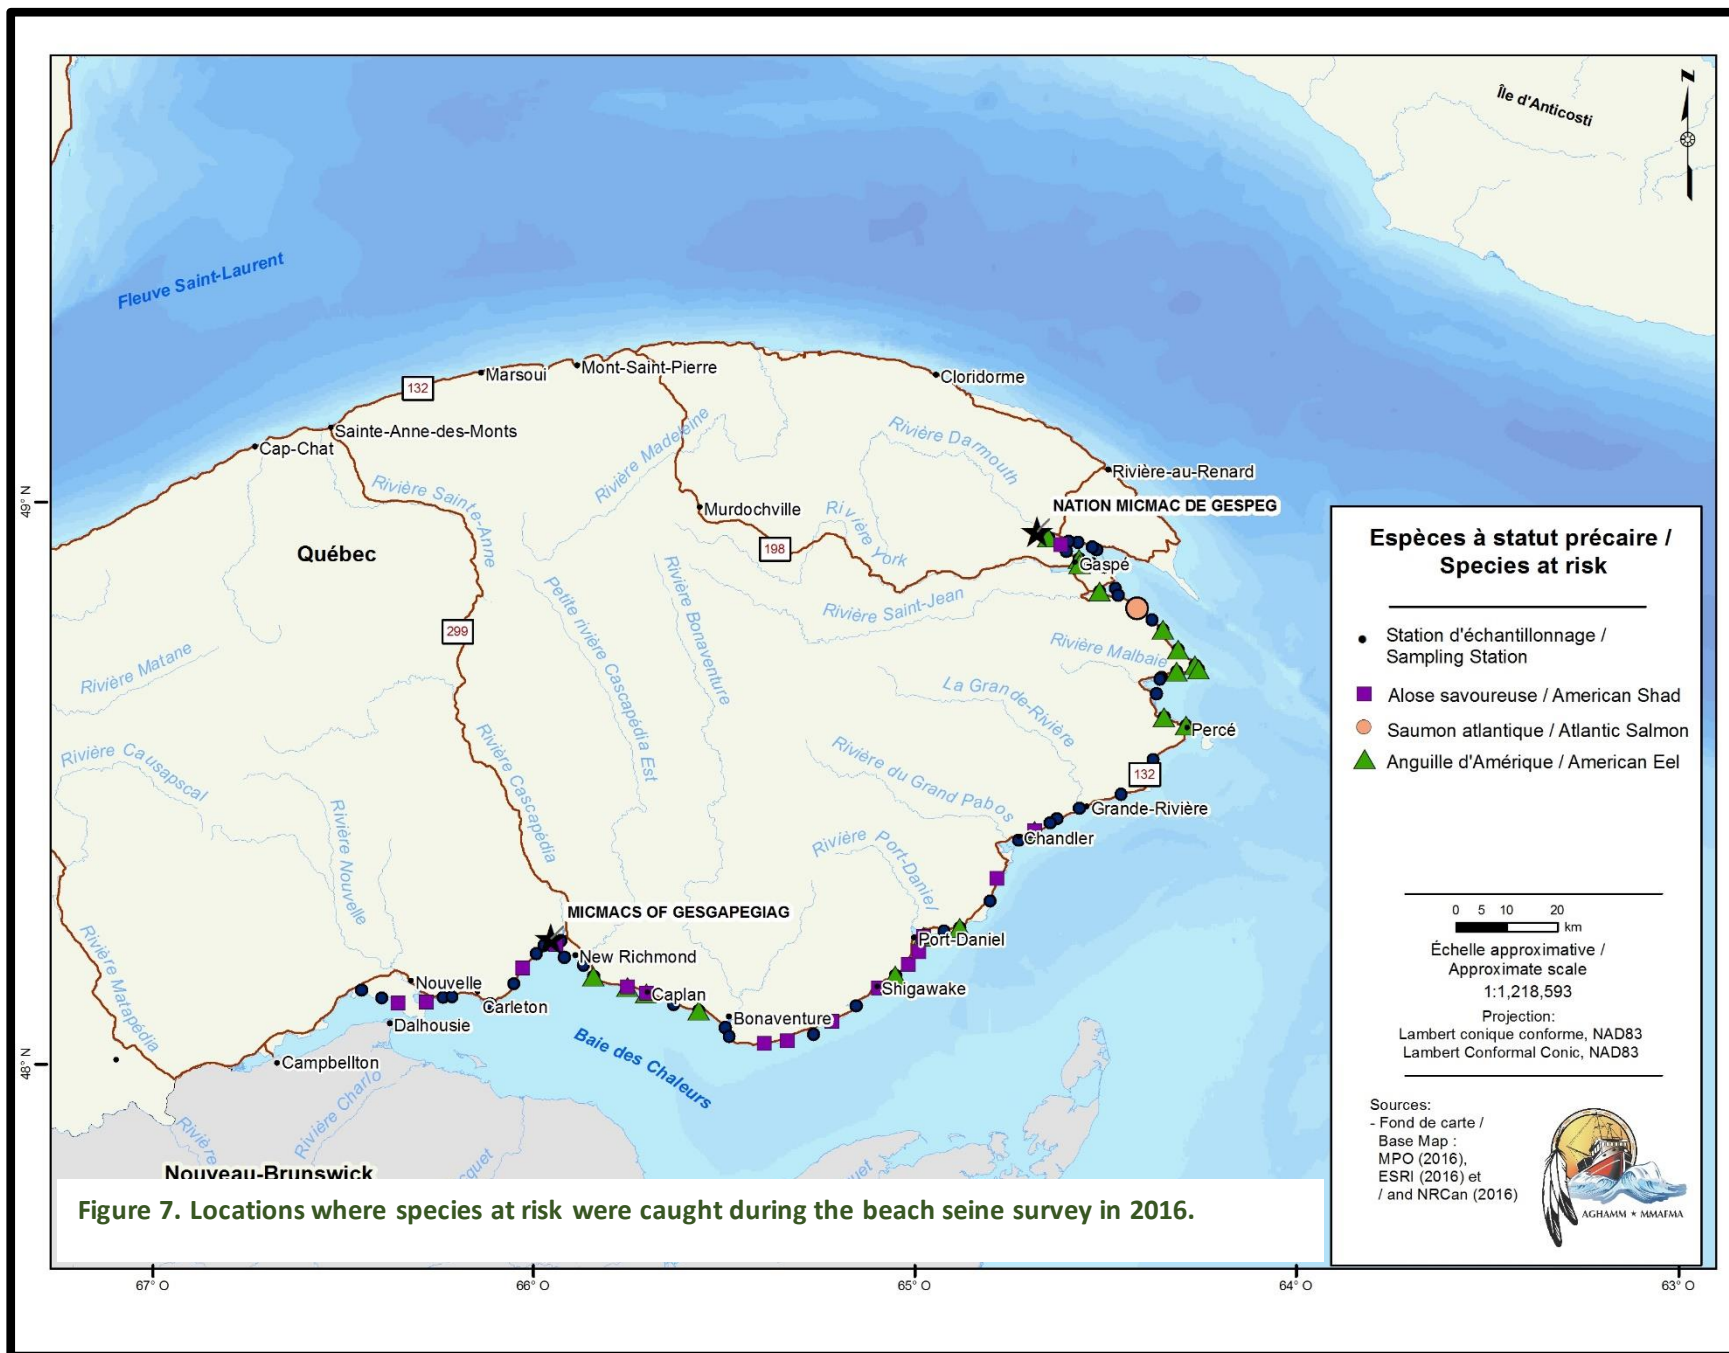 Île d'Anticosti
N
Fleuve Saint-Laurent
Marsoui
Mont-Saint-Pierre
Cloridorme
132
Sainte-Anne-des-Monts
Cap-Chat
Rivière Madeleine
Rivière Darmouth
Rivière-au-Renard
Rivière Sainte-Anne
49° N
Murdochville
Rivière York
NATION MICMAC DE GESPEG
Québec
198
Gaspé
Petite rivière Cascapédia Est
Rivière Bonaventure
Rivière Saint-Jean
299
Rivière Matane
Rivière Malbaie
La Grande-Rivière
Percé
Rivière Causapscal
Rivière Cascapédia
Rivière du Grand Pabos
132
Grande-Rivière
Rivière Nouvelle
Rivière Port-Daniel
Chandler
MICMACS OF GESGAPEGIAG
Rivière Matapédia
Port-Daniel
New Richmond
Nouvelle
Caplan
Shigawake
Carleton
Dalhousie
Bonaventure
Baie des Chaleurs
48° N
Campbellton
Rivière Charlo
Rivière
Nouveau-Brunswick
Figure 7. Locations where species at risk were caught during the beach seine survey in 2016.
67° O
66° O
65° O
64° O
63° O
Espèces à statut précaire /
Species at risk
Station d'échantillonnage /
Sampling Station
Alose savoureuse / American Shad
Saumon atlantique / Atlantic Salmon
Anguille d'Amérique / American Eel
0 5 10 20
km
Échelle approximative /
Approximate scale
1:1,218,593
Projection:
Lambert conique conforme, NAD83
Lambert Conformal Conic, NAD83
Sources:
- Fond de carte /
Base Map :
MPO (2016),
ESRI (2016) et
/ and NRCan (2016)
AGHAMM ★ MMAFMA